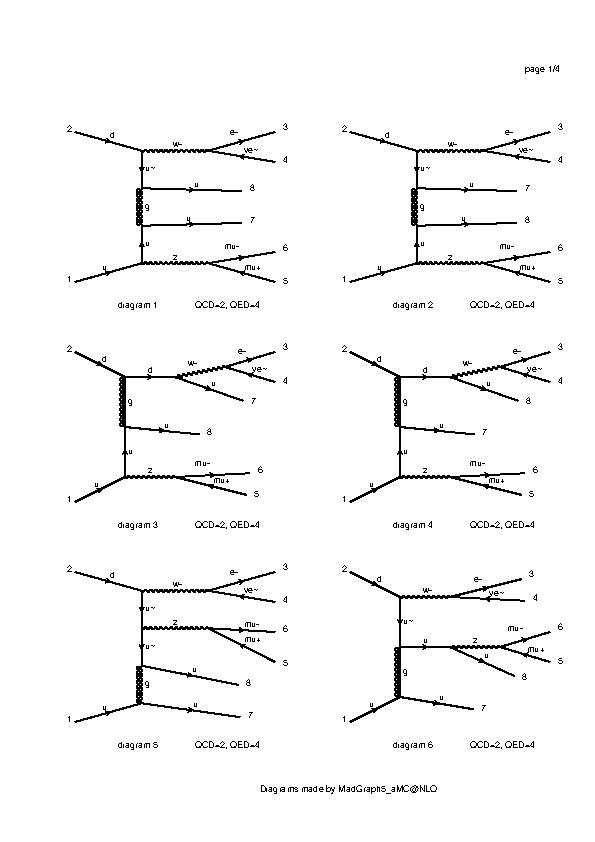 page 1/4
2 d w- e- 3
ve~ 4
u~
u 8
g
u 7
u
z mu- 6
mu+ 5
1 u
diagram 1 QCD=2, QED=4
2 d w- e- 3
ve~ 4
u~
u 7
g
u 8
u
z mu- 6
mu+ 5
1 u
diagram 2 QCD=2, QED=4
2 d d w- e- 3
ve~ 4
u 7
g
u 8
u
z mu- 6
mu+ 5
1 u
diagram 3 QCD=2, QED=4
2 d d w- e- 3
ve~ 4
u 8
g
u 7
u
z mu- 6
mu+ 5
1 u
diagram 4 QCD=2, QED=4
2 d w- e- 3
ve~ 4
u~
z mu- 6
mu+ 5
u~
u 8
g
1 u 7
diagram 5 QCD=2, QED=4
2 d w- e- 3
ve~ 4
u~
u z mu- 6
mu+ 5
u 8
g
u 7
1 u
diagram 6 QCD=2, QED=4
Diagrams made by MadGraph5_aMC@NLO